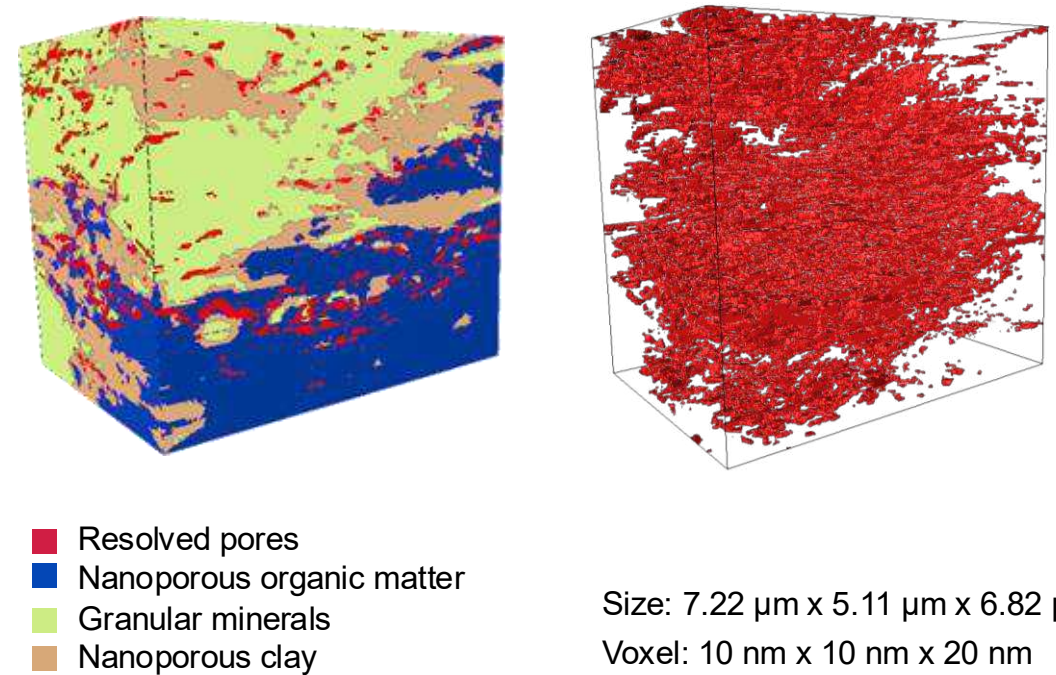 Resolved pores
Nanoporous organic matter
Granular minerals
Nanoporous clay
Size: 7.22 µm x 5.11 µm x 6.82
Voxel: 10 nm x 10 nm x 20 nm